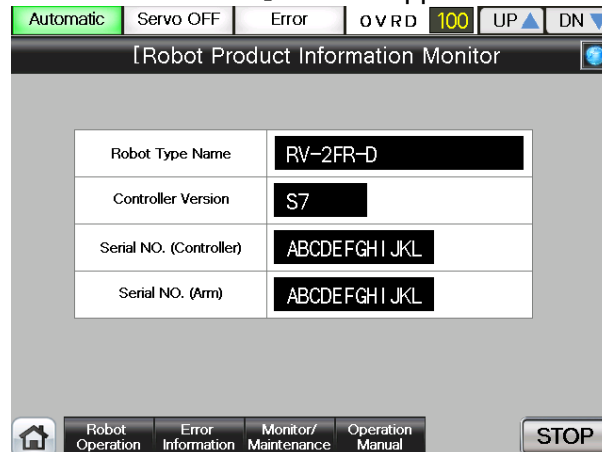 Automatic Servo OFF Error OVRD 100 UP DN
[Robot Product Information Monitor
Robot Type Name RV-2FR-D
Controller Version S7
Serial NO. (Controller) ABCDEFGHIJKL
Serial NO. (Arm) ABCDEFGHIJKL
Robot Operation Error Information Monitor/ Maintenance Operation Manual STOP